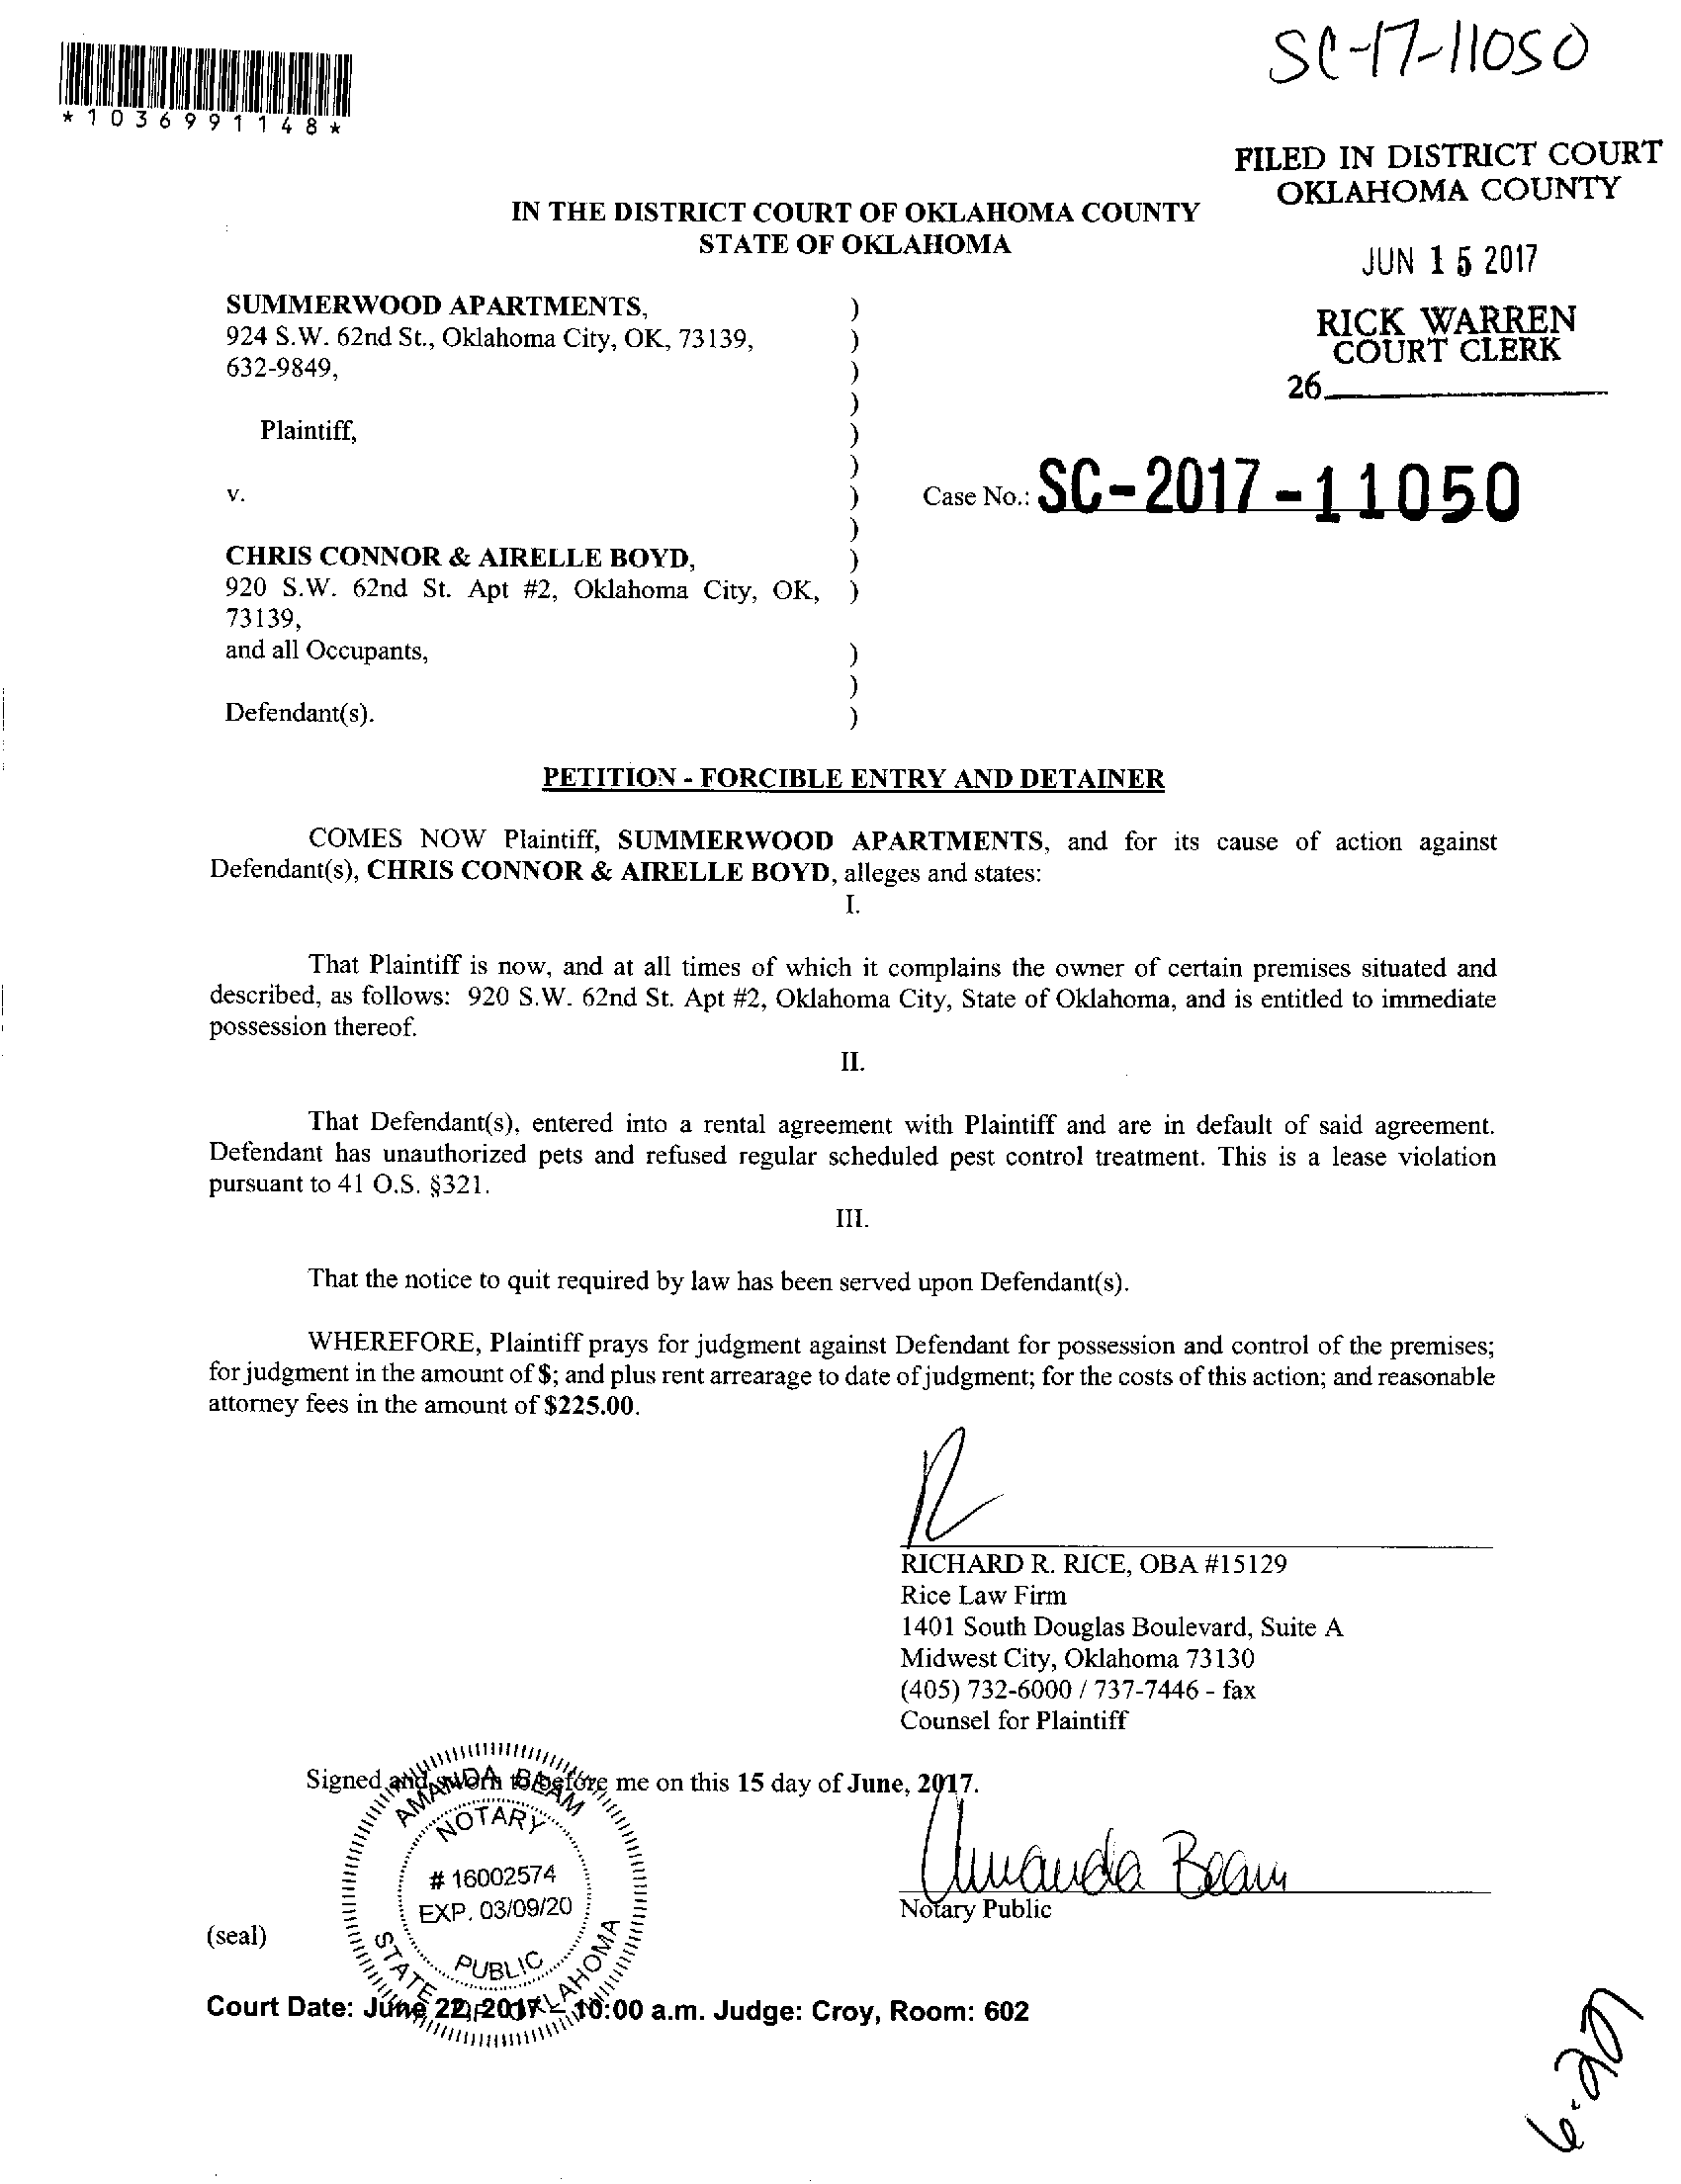 SC-17-11050
*1036991148*
FILED IN DISTRICT COURT
OKLAHOMA COUNTY
JUN 15 2017
RICK WARREN
COURT CLERK
26
IN THE DISTRICT COURT OF OKLAHOMA COUNTY
STATE OF OKLAHOMA
SUMMERWOOD APARTMENTS, )
924 S.W. 62nd St., Oklahoma City, OK, 73139, )
632-9849, )
)
Plaintiff, )
)
v. ) Case No.: SC-2017-11050
)
CHRIS CONNOR & AIRELLE BOYD, )
920 S.W. 62nd St. Apt #2, Oklahoma City, OK, )
73139,
and all Occupants, )
)
Defendant(s). )
PETITION - FORCIBLE ENTRY AND DETAINER
COMES NOW Plaintiff, SUMMERWOOD APARTMENTS, and for its cause of action against
Defendant(s), CHRIS CONNOR & AIRELLE BOYD, alleges and states:
I.
That Plaintiff is now, and at all times of which it complains the owner of certain premises situated and
described, as follows: 920 S.W. 62nd St. Apt #2, Oklahoma City, State of Oklahoma, and is entitled to immediate
possession thereof.
II.
That Defendant(s), entered into a rental agreement with Plaintiff and are in default of said agreement.
Defendant has unauthorized pets and refused regular scheduled pest control treatment. This is a lease violation
pursuant to 41 O.S. §321.
III.
That the notice to quit required by law has been served upon Defendant(s).
WHEREFORE, Plaintiff prays for judgment against Defendant for possession and control of the premises;
for judgment in the amount of $; and plus rent arrearage to date of judgment; for the costs of this action; and reasonable
attorney fees in the amount of $225.00.
RICHARD R. RICE, OBA #15129
Rice Law Firm
1401 South Douglas Boulevard, Suite A
Midwest City, Oklahoma 73130
(405) 732-6000 / 737-7446 - fax
Counsel for Plaintiff
Signed and sworn to before me on this 15 day of June, 2017.
AMANDA BEAM
NOTARY
# 16002574
EXP. 03/09/20
PUBLIC
STATE OF OKLAHOMA
Amanda Beam
Notary Public
(seal)
Court Date: June 22, 2017 - 10:00 a.m. Judge: Croy, Room: 602